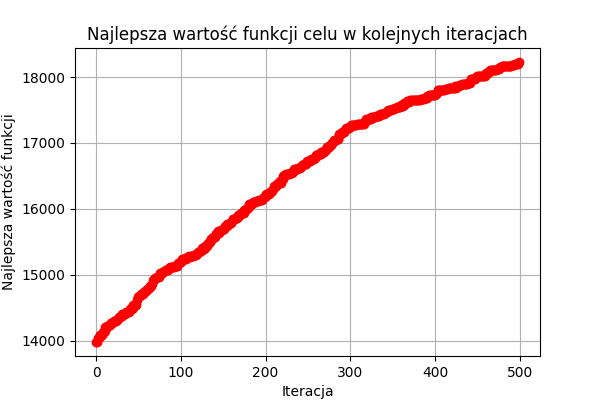 Najlepsza wartość funkcji celu w kolejnych iteracjach
Najlepsza wartość funkcji
18000
17000
16000
15000
14000
0 100 200 300 400 500
Iteracja